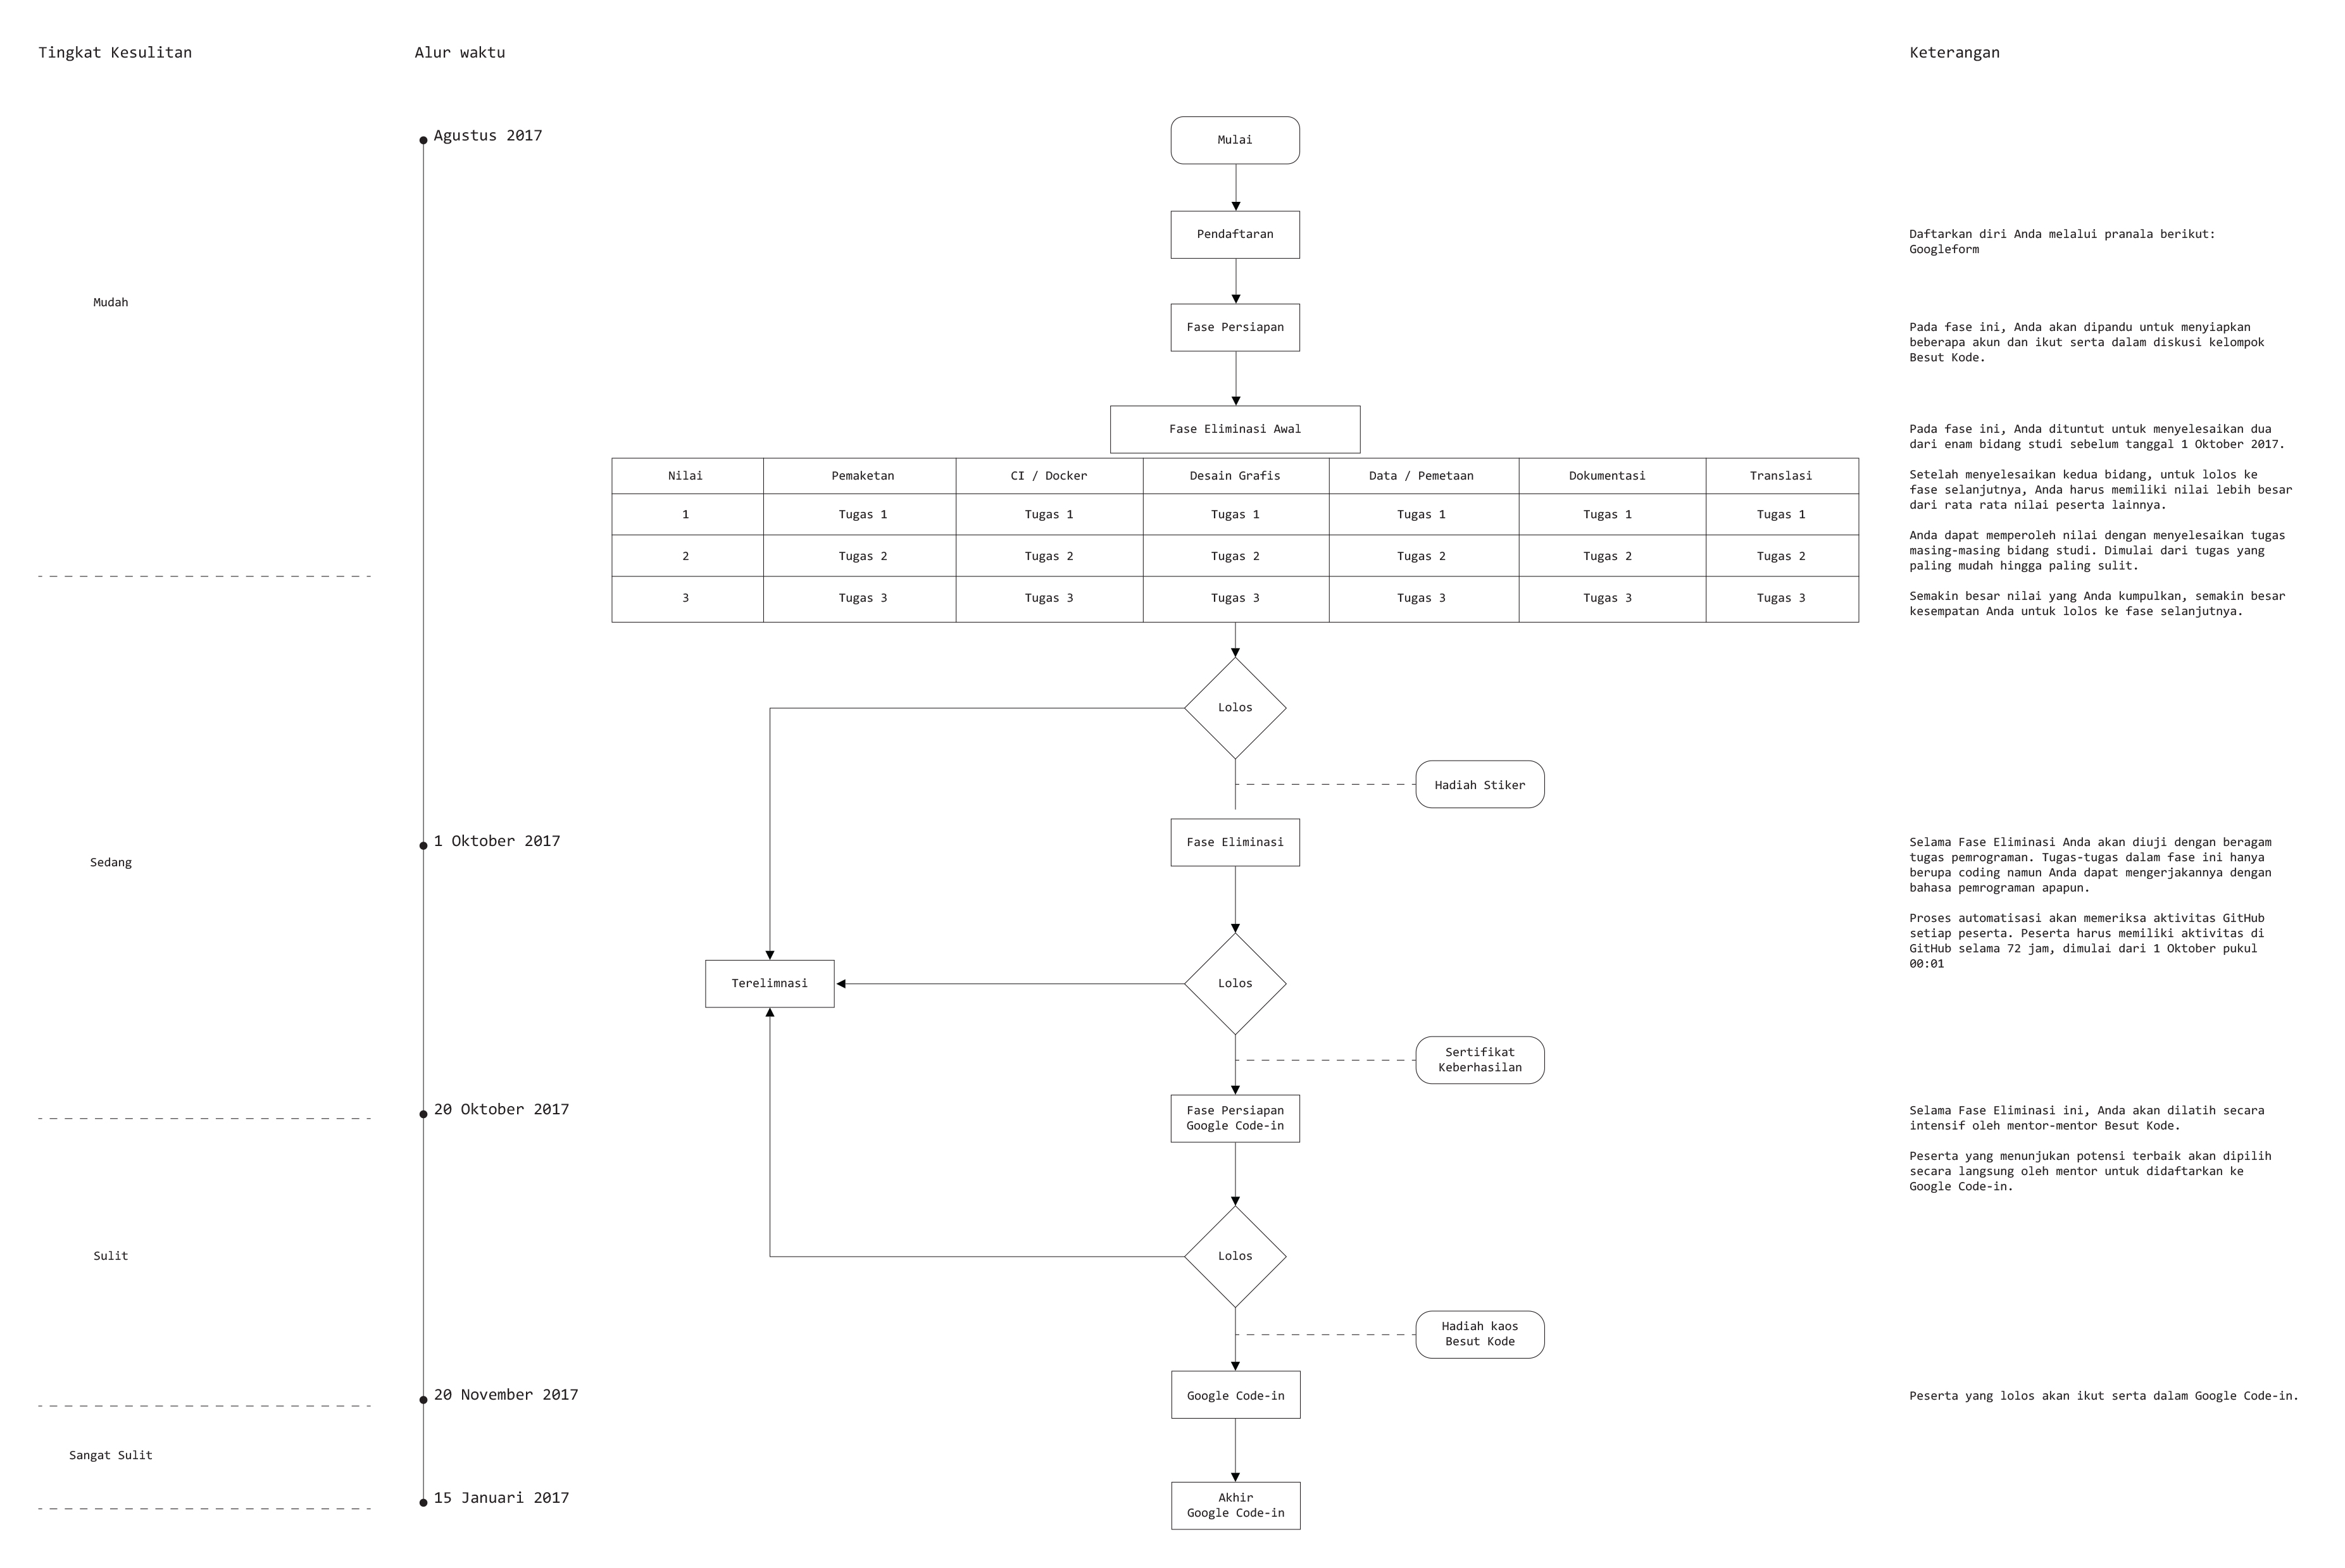 Tingkat Kesulitan
Alur waktu
Keterangan
Agustus 2017
Mulai
Pendaftaran
Daftarkan diri Anda melalui pranala berikut:
Googleform
Mudah
Fase Persiapan
Pada fase ini, Anda akan dipandu untuk menyiapkan
beberapa akun dan ikut serta dalam diskusi kelompok
Besut Kode.
Fase Eliminasi Awal
Pada fase ini, Anda dituntut untuk menyelesaikan dua
dari enam bidang studi sebelum tanggal 1 Oktober 2017.
Setelah menyelesaikan kedua bidang, untuk lolos ke
fase selanjutnya, Anda harus memiliki nilai lebih besar
dari rata rata nilai peserta lainnya.
Anda dapat memperoleh nilai dengan menyelesaikan tugas
masing-masing bidang studi. Dimulai dari tugas yang
paling mudah hingga paling sulit.
Semakin besar nilai yang Anda kumpulkan, semakin besar
kesempatan Anda untuk lolos ke fase selanjutnya.
Nilai Pemaketan CI / Docker Desain Grafis Data / Pemetaan Dokumentasi Translasi
1 Tugas 1 Tugas 1 Tugas 1 Tugas 1 Tugas 1 Tugas 1
2 Tugas 2 Tugas 2 Tugas 2 Tugas 2 Tugas 2 Tugas 2
3 Tugas 3 Tugas 3 Tugas 3 Tugas 3 Tugas 3 Tugas 3
Lolos
Hadiah Stiker
1 Oktober 2017
Sedang
Fase Eliminasi
Selama Fase Eliminasi Anda akan diuji dengan beragam
tugas pemrograman. Tugas-tugas dalam fase ini hanya
berupa coding namun Anda dapat mengerjakannya dengan
bahasa pemrograman apapun.
Proses automatisasi akan memeriksa aktivitas GitHub
setiap peserta. Peserta harus memiliki aktivitas di
GitHub selama 72 jam, dimulai dari 1 Oktober pukul
00:01
Terelimnasi
Lolos
Sertifikat
Keberhasilan
20 Oktober 2017
Fase Persiapan
Google Code-in
Selama Fase Eliminasi ini, Anda akan dilatih secara
intensif oleh mentor-mentor Besut Kode.
Peserta yang menunjukan potensi terbaik akan dipilih
secara langsung oleh mentor untuk didaftarkan ke
Google Code-in.
Sulit
Lolos
Hadiah kaos
Besut Kode
20 November 2017
Google Code-in
Peserta yang lolos akan ikut serta dalam Google Code-in.
Sangat Sulit
15 Januari 2017
Akhir
Google Code-in